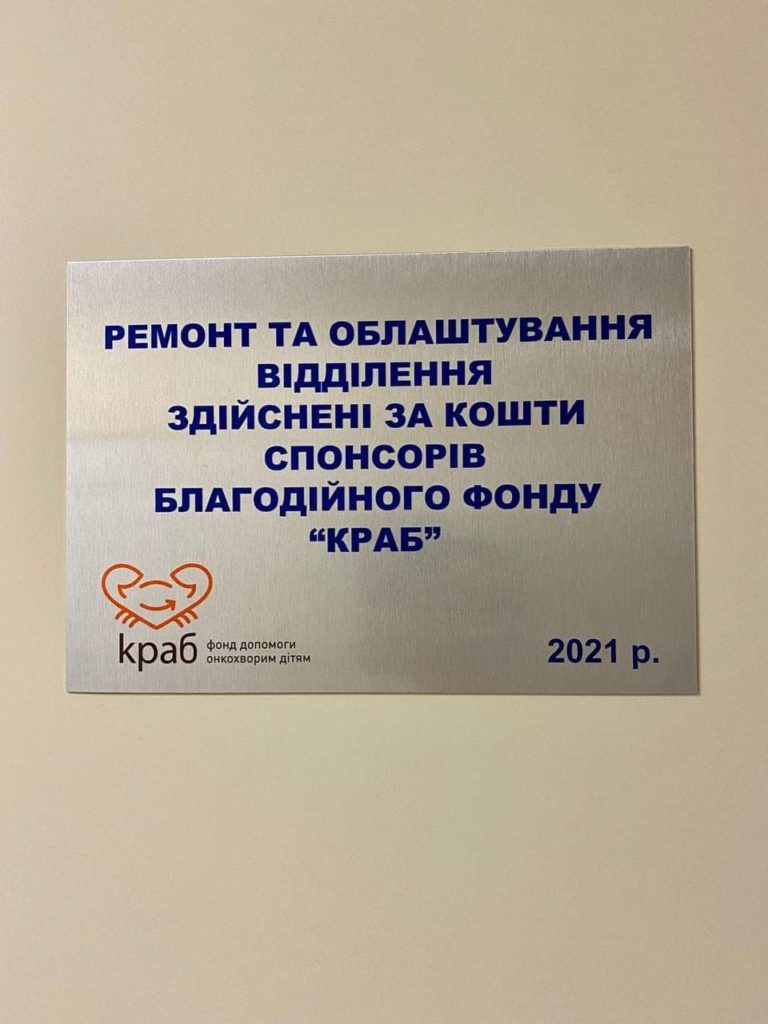 РЕМОНТ ТА ОБЛАШТУВАННЯ
ВІДДІЛЕННЯ
ЗДІЙСНЕНІ ЗА КОШТИ
СПОНСОРІВ
БЛАГОДІЙНОГО ФОНДУ
“КРАБ”
краб
фонд допомоги
онкохворим дітям
2021 р.